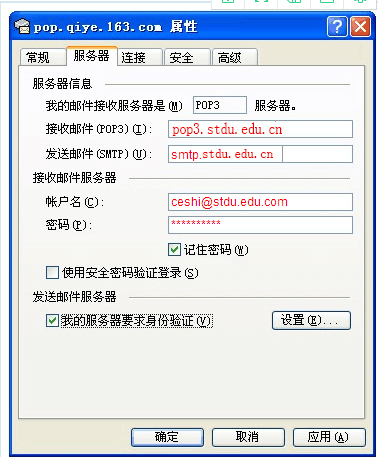 pop.qiye.163.com 属性
常规 服务器 连接 安全 高级
服务器信息
我的邮件接收服务器是(M) POP3 服务器。
接收邮件(POP3)(I): pop3.stdu.edu.cn
发送邮件(SMTP)(U): smtp.stdu.edu.cn
接收邮件服务器
帐户名(C): ceshi@stdu.edu.com
密码(P): **********
记住密码(W)
使用安全密码验证登录(S)
发送邮件服务器
我的服务器要求身份验证(V) 设置(E)...
确定 取消 应用(A)